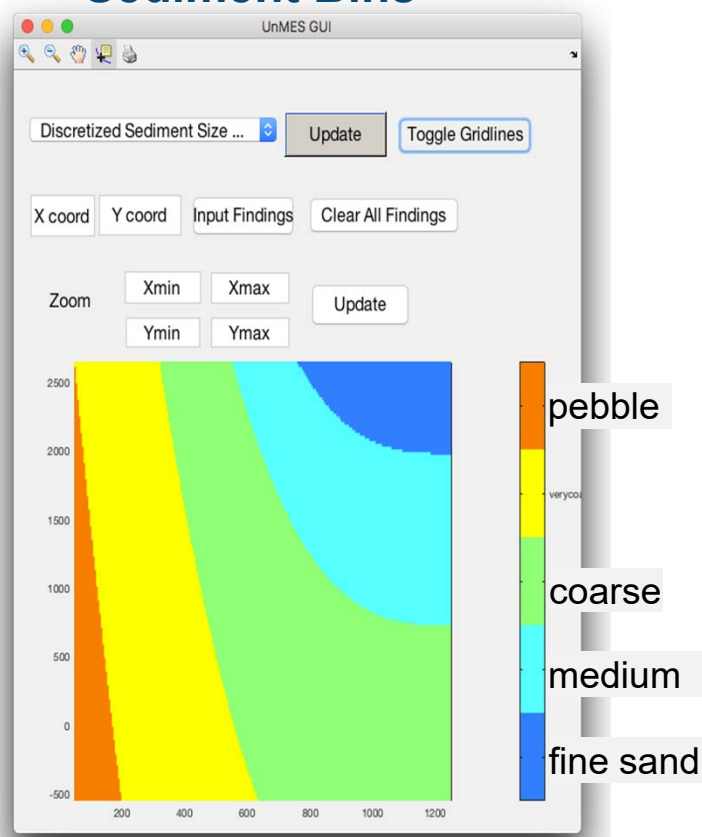 Sediment Bins
UnMES GUI
Discretized Sediment Size ... Update Toggle Gridlines
X coord Y coord Input Findings Clear All Findings
Zoom Xmin Xmax Update
Ymin Ymax
2500
2000
1500
1000
500
0
-500
200 400 600 800 1000 1200
pebble
coarse
medium
fine sand